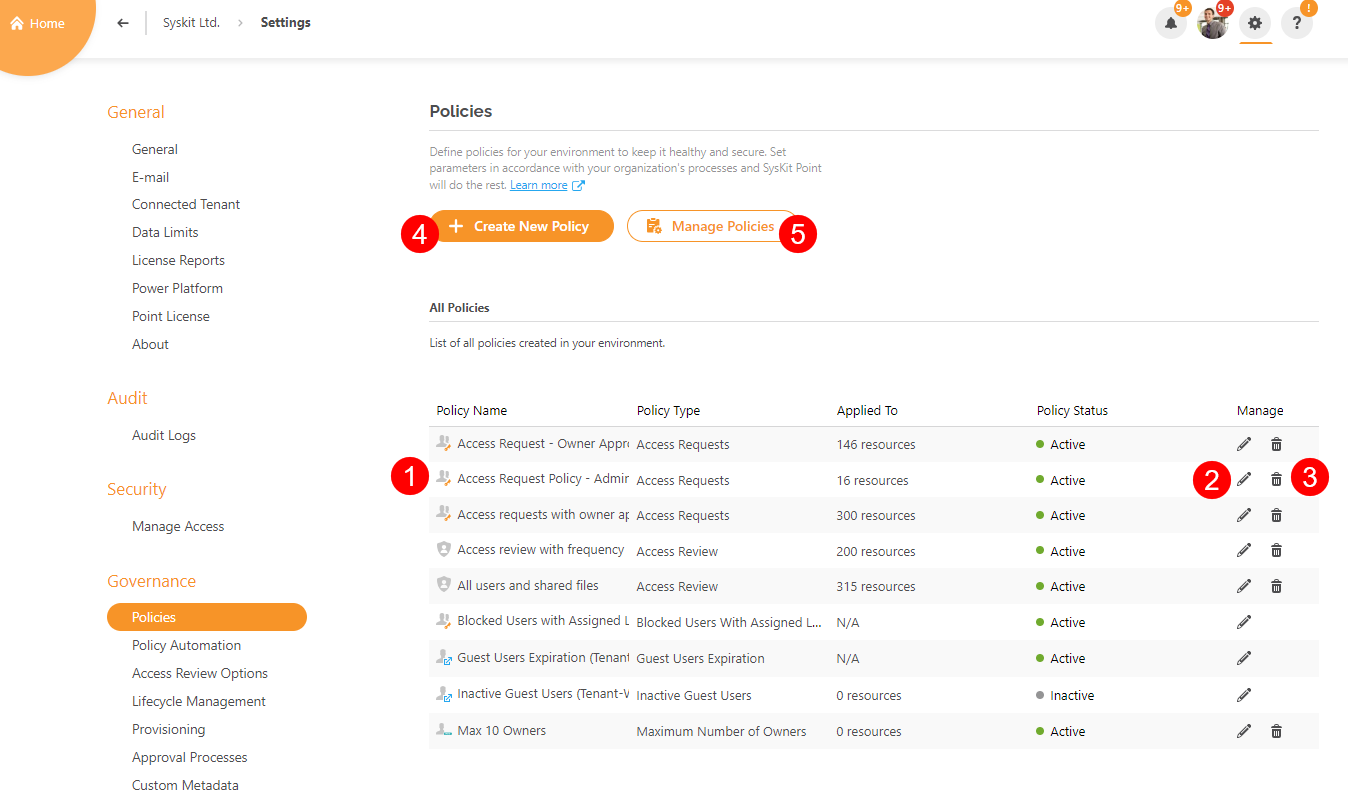 Home
Syskit Ltd. > Settings
9+
9+
!
?
General
General
E-mail
Connected Tenant
Data Limits
License Reports
Power Platform
Point License
About
Audit
Audit Logs
Security
Manage Access
Governance
Policies
Policy Automation
Access Review Options
Lifecycle Management
Provisioning
Approval Processes
Custom Metadata
Policies
Define policies for your environment to keep it healthy and secure. Set
parameters in accordance with your organization's processes and SysKit Point
will do the rest. Learn more
4 + Create New Policy Manage Policies 5
All Policies
List of all policies created in your environment.
Policy Name Policy Type Applied To Policy Status Manage
Access Request - Owner Appr Access Requests 146 resources Active
1 Access Request Policy - Admir Access Requests 16 resources Active 2 3
Access requests with owner ap Access Requests 300 resources Active
Access review with frequency Access Review 200 resources Active
All users and shared files Access Review 315 resources Active
Blocked Users with Assigned L Blocked Users With Assigned L... N/A Active
Guest Users Expiration (Tenant Guest Users Expiration N/A Active
Inactive Guest Users (Tenant-W Inactive Guest Users 0 resources Inactive
Max 10 Owners Maximum Number of Owners 0 resources Active